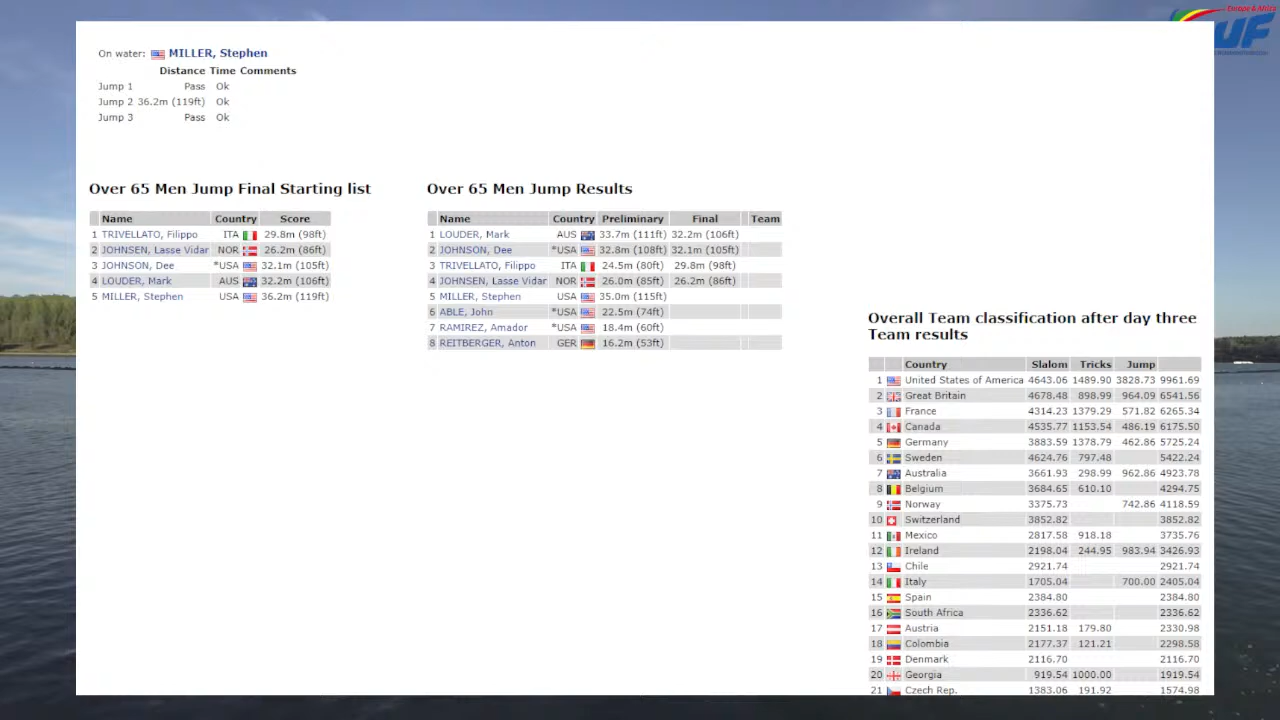 Europe & Africa
UF
On water: MILLER, Stephen
Distance Time Comments
Jump 1 Pass Ok
Jump 2 36.2m (119ft) Ok
Jump 3 Pass Ok
Over 65 Men Jump Final Starting list
Name Country Score
1 TRIVELLATO, Filippo ITA 29.8m (98ft)
2 JOHNSEN, Lasse Vidar NOR 26.2m (86ft)
3 JOHNSON, Dee *USA 32.1m (105ft)
4 LOUDER, Mark AUS 32.2m (106ft)
5 MILLER, Stephen USA 36.2m (119ft)
Over 65 Men Jump Results
Name Country Preliminary Final Team
1 LOUDER, Mark AUS 33.7m (111ft) 32.2m (106ft)
2 JOHNSON, Dee *USA 32.8m (108ft) 32.1m (105ft)
3 TRIVELLATO, Filippo ITA 24.5m (80ft) 29.8m (98ft)
4 JOHNSEN, Lasse Vidar NOR 26.0m (85ft) 26.2m (86ft)
5 MILLER, Stephen USA 35.0m (115ft)
6 ABLE, John *USA 22.5m (74ft)
7 RAMIREZ, Amador *USA 18.4m (60ft)
8 REITBERGER, Anton GER 16.2m (53ft)
Overall Team classification after day three
Team results
Country Slalom Tricks Jump
1 United States of America 4643.06 1489.90 3828.73 9961.69
2 Great Britain 4678.48 898.99 964.09 6541.56
3 France 4314.23 1379.29 571.82 6265.34
4 Canada 4535.77 1153.54 486.19 6175.50
5 Germany 3883.59 1378.79 462.86 5725.24
6 Sweden 4624.76 797.48 5422.24
7 Australia 3661.93 298.99 962.86 4923.78
8 Belgium 3684.65 610.10 4294.75
9 Norway 3375.73 742.86 4118.59
10 Switzerland 3852.82 3852.82
11 Mexico 2817.58 918.18 3735.76
12 Ireland 2198.04 244.95 983.94 3426.93
13 Chile 2921.74 2921.74
14 Italy 1705.04 700.00 2405.04
15 Spain 2384.80 2384.80
16 South Africa 2336.62 2336.62
17 Austria 2151.18 179.80 2330.98
18 Colombia 2177.37 121.21 2298.58
19 Denmark 2116.70 2116.70
20 Georgia 919.54 1000.00 1919.54
21 Czech Rep. 1383.06 191.92 1574.98